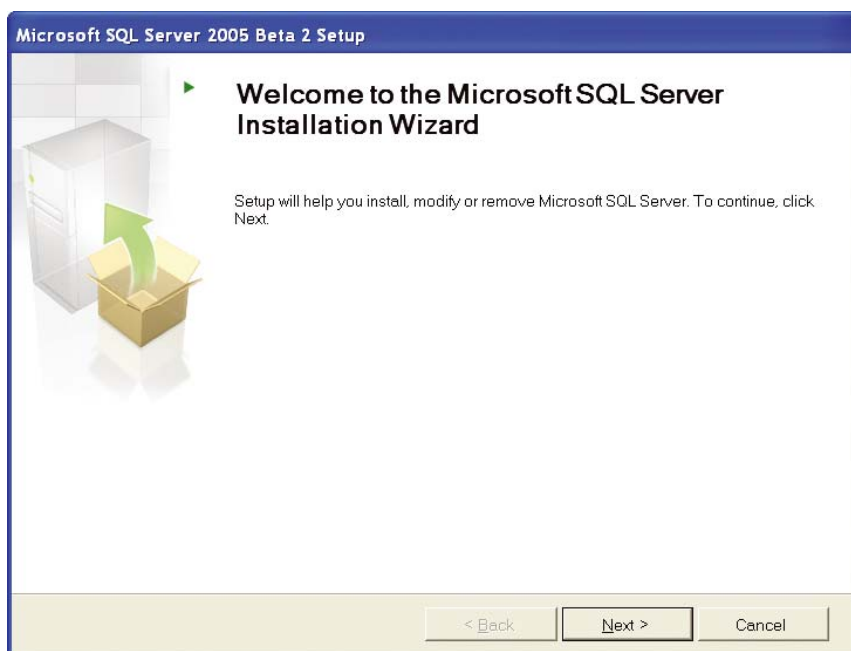 Microsoft SQL Server 2005 Beta 2 Setup
Welcome to the Microsoft SQL Server
Installation Wizard
Setup will help you install, modify or remove Microsoft SQL Server. To continue, click
Next.
< Back
Next >
Cancel